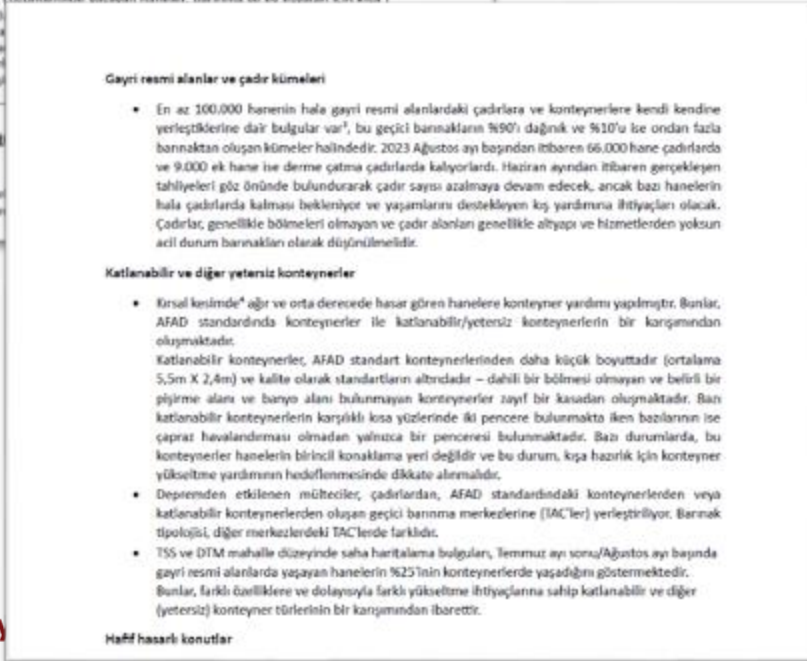 Gayri resmi alanlar ve çadır kümeleri
• En az 100.000 hanenin hala gayri resmi alanlardaki çadırlara ve konteynerlere kendi kendine
yerleştiklerine dair bulgular var³, bu geçici barınakların %90'ı dağınık ve %10'u ise ondan fazla
barınaktan oluşan kümeler halindedir. 2023 Ağustos ayı başından itibaren 66.000 hane çadırlarda
ve 9.000 ek hane ise derme çatma çadırlarda kalıyorlardı. Haziran ayından itibaren gerçekleşen
tahliyeleri göz önünde bulundurarak çadır sayısı azalmaya devam edecek, ancak bazı hanelerin
hala çadırlarda kalması bekleniyor ve yaşamlarını destekleyen kış yardımına ihtiyaçları olacak.
Çadırlar, genellikle bölmeleri olmayan ve çadır alanları genellikle altyapı ve hizmetlerden yoksun
acil durum barınakları olarak düşünülmelidir.
Katlanabilir ve diğer yetersiz konteynerler
• Kırsal kesimde⁴ ağır ve orta derecede hasar gören hanelere konteyner yardımı yapılmıştır. Bunlar,
AFAD standardında konteynerler ile katlanabilir/yetersiz konteynerlerin bir karışımından
oluşmaktadır.
Katlanabilir konteynerler, AFAD standart konteynerlerinden daha küçük boyuttadır (ortalama
5,5m X 2,4m) ve kalite olarak standartların altındadır – dahili bir bölmesi olmayan ve belirli bir
pişirme alanı ve banyo alanı bulunmayan konteynerler zayıf bir kasadan oluşmaktadır. Bazı
katlanabilir konteynerlerin karşılıklı kısa yüzlerinde iki pencere bulunmakta iken bazılarının ise
çapraz havalandırması olmadan yalnızca bir penceresi bulunmaktadır. Bazı durumlarda, bu
konteynerler hanelerin birincil konaklama yeri değildir ve bu durum, kışa hazırlık için konteyner
yükseltme yardımının hedeflenmesinde dikkate alınmalıdır.
• Depremden etkilenen mülteciler, çadırlardan, AFAD standardındaki konteynerlerden veya
katlanabilir konteynerlerden oluşan geçici barınma merkezlerine (TAC'ler) yerleştiriliyor. Barınak
tipolojisi, diğer merkezlerdeki TAC'lerde farklıdır.
• TSS ve DTM mahalle düzeyinde saha haritalama bulguları, Temmuz ayı sonu/Ağustos ayı başında
gayri resmi alanlarda yaşayan hanelerin %25'inin konteynerlerde yaşadığını göstermektedir.
Bunlar, farklı özelliklere ve dolayısıyla farklı yükseltme ihtiyaçlarına sahip katlanabilir ve diğer
(yetersiz) konteyner türlerinin bir karışımından ibarettir.
Hafif hasarlı konutlar